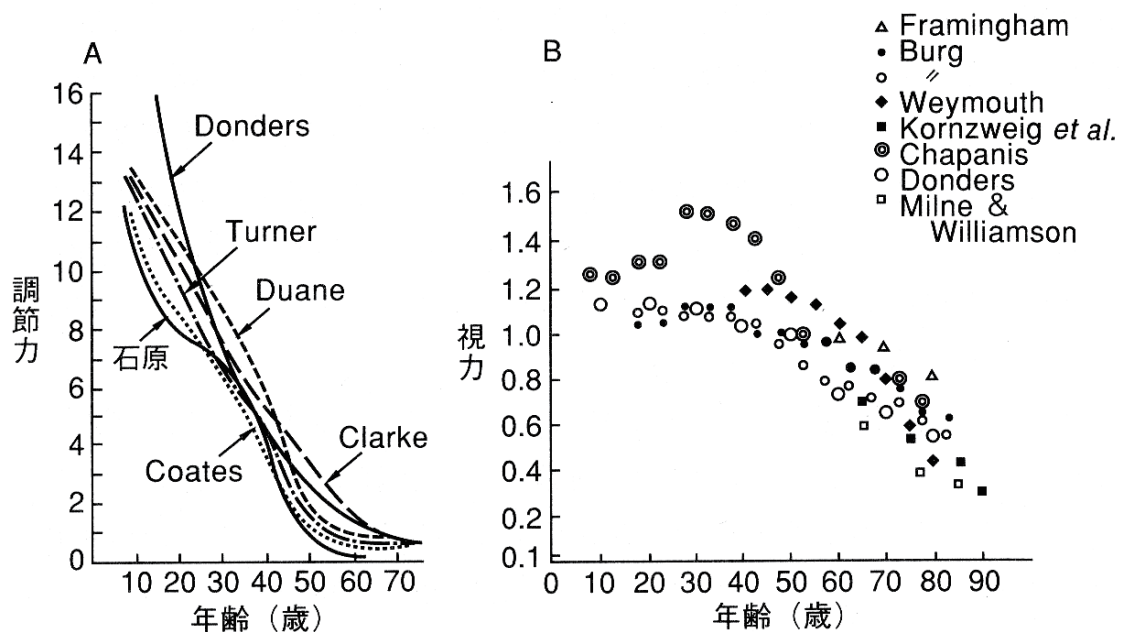 A
調節力
16
14
12
10
8
6
4
2
0
10 20 30 40 50 60 70
年齢（歳）
Donders
Turner
Duane
石原
Clarke
Coates
B
Framingham
Burg
〃
Weymouth
Kornzweig et al.
Chapanis
Donders
Milne &
Williamson
視力
1.6
1.4
1.2
1.0
0.8
0.6
0.4
0.2
0.1
0 10 20 30 40 50 60 70 80 90
年齢（歳）